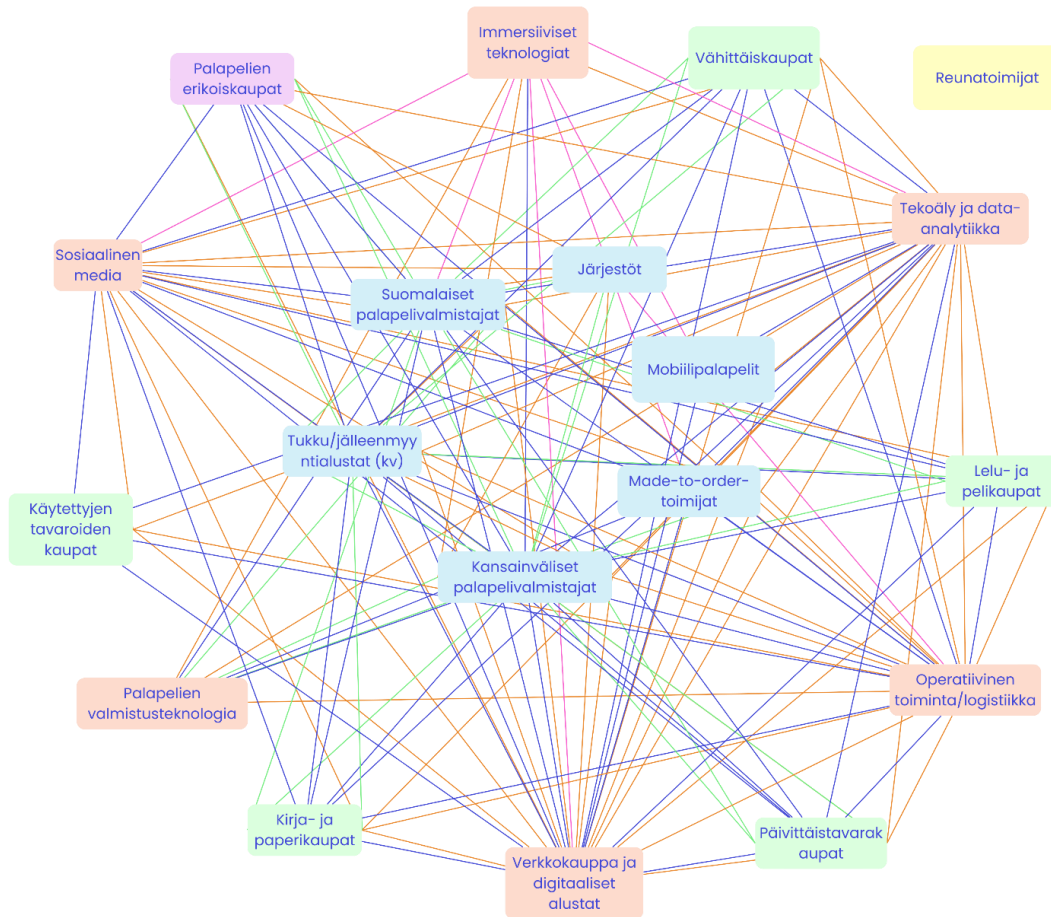 Immersiiviset
teknologiat
Vähittäiskaupat
Palapelien
erikoiskaupat
Reunatoimijat
Tekoäly ja data-
analytiikka
Sosiaalinen
media
Järjestöt
Suomalaiset
palapelivalmistajat
Mobiilipalapelit
Tukku/jälleenmyy
ntialustat (kv)
Made-to-order-
toimijat
Lelu- ja
pelikaupat
Käytettyjen
tavaroiden
kaupat
Kansainväliset
palapelivalmistajat
Palapelien
valmistusteknologia
Operatiivinen
toiminta/logistiikka
Kirja- ja
paperikaupat
Päivittäistavarak
aupat
Verkkokauppa ja
digitaaliset
alustat